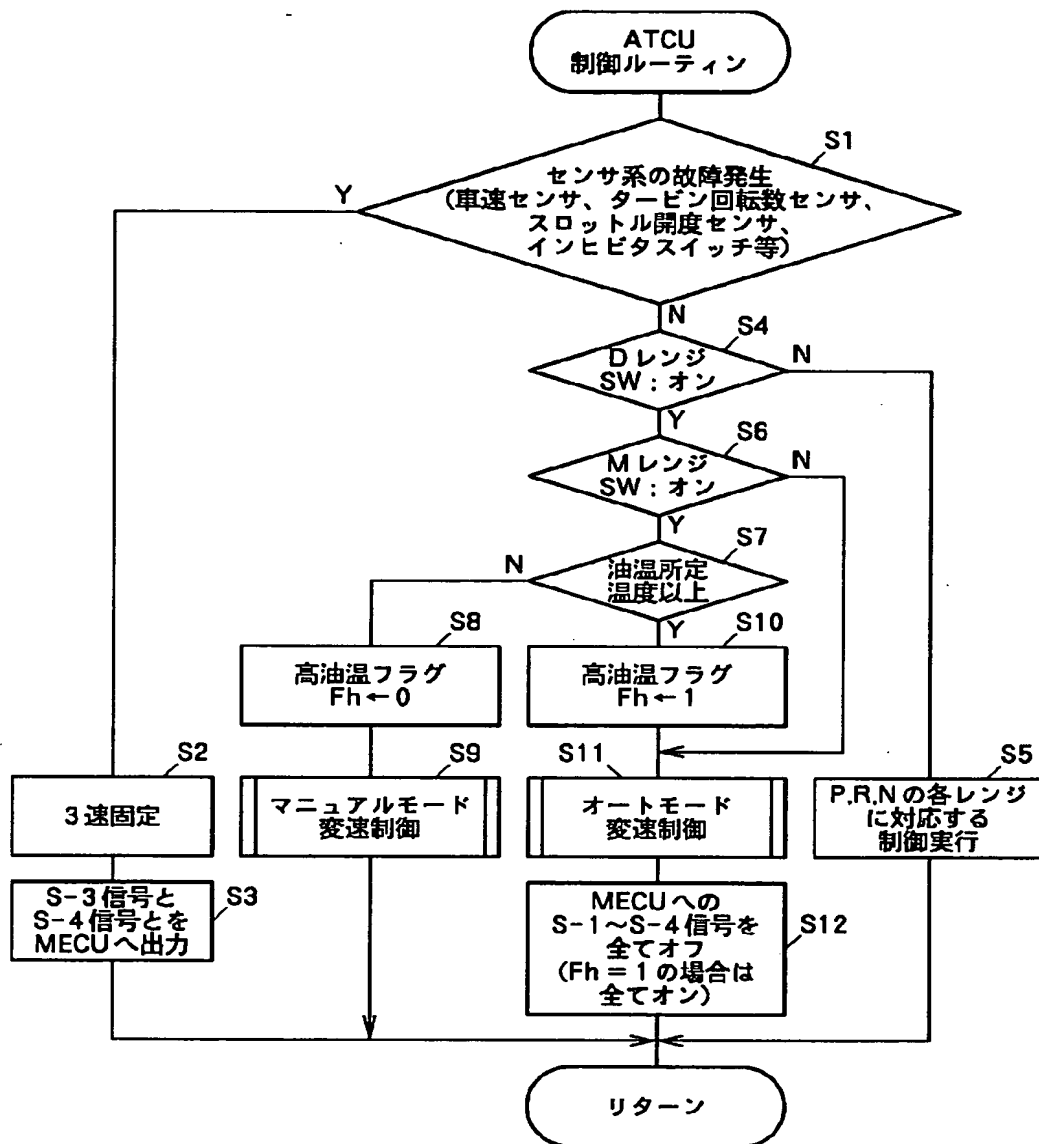 ATCU
制御ルーティン
S1
センサ系の故障発生
(車速センサ、タービン回転数センサ、
スロットル開度センサ、
インヒビタスイッチ等)
Y
N
S4
Dレンジ
SW:オン
N
Y
S6
Mレンジ
SW:オン
N
Y
S7
油温所定
温度以上
N
Y
S8
高油温フラグ
Fh←0
S10
高油温フラグ
Fh←1
S2
3速固定
S9
マニュアルモード
変速制御
S11
オートモード
変速制御
S5
P.R.Nの各レンジ
に対応する
制御実行
S3
S-3信号と
S-4信号とを
MECUへ出力
S12
MECUへの
S-1~S-4信号を
全てオフ
(Fh=1の場合は
全てオン)
リターン